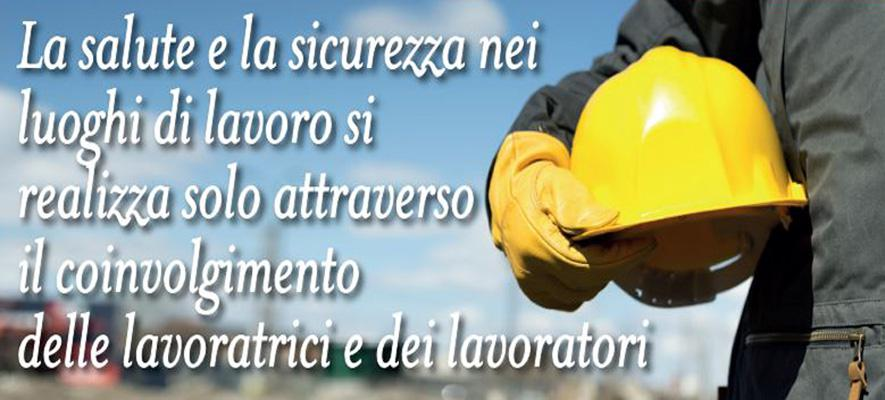 La salute e la sicurezza nei
luoghi di lavoro si
realizza solo attraverso
il coinvolgimento
delle lavoratrici e dei lavoratori